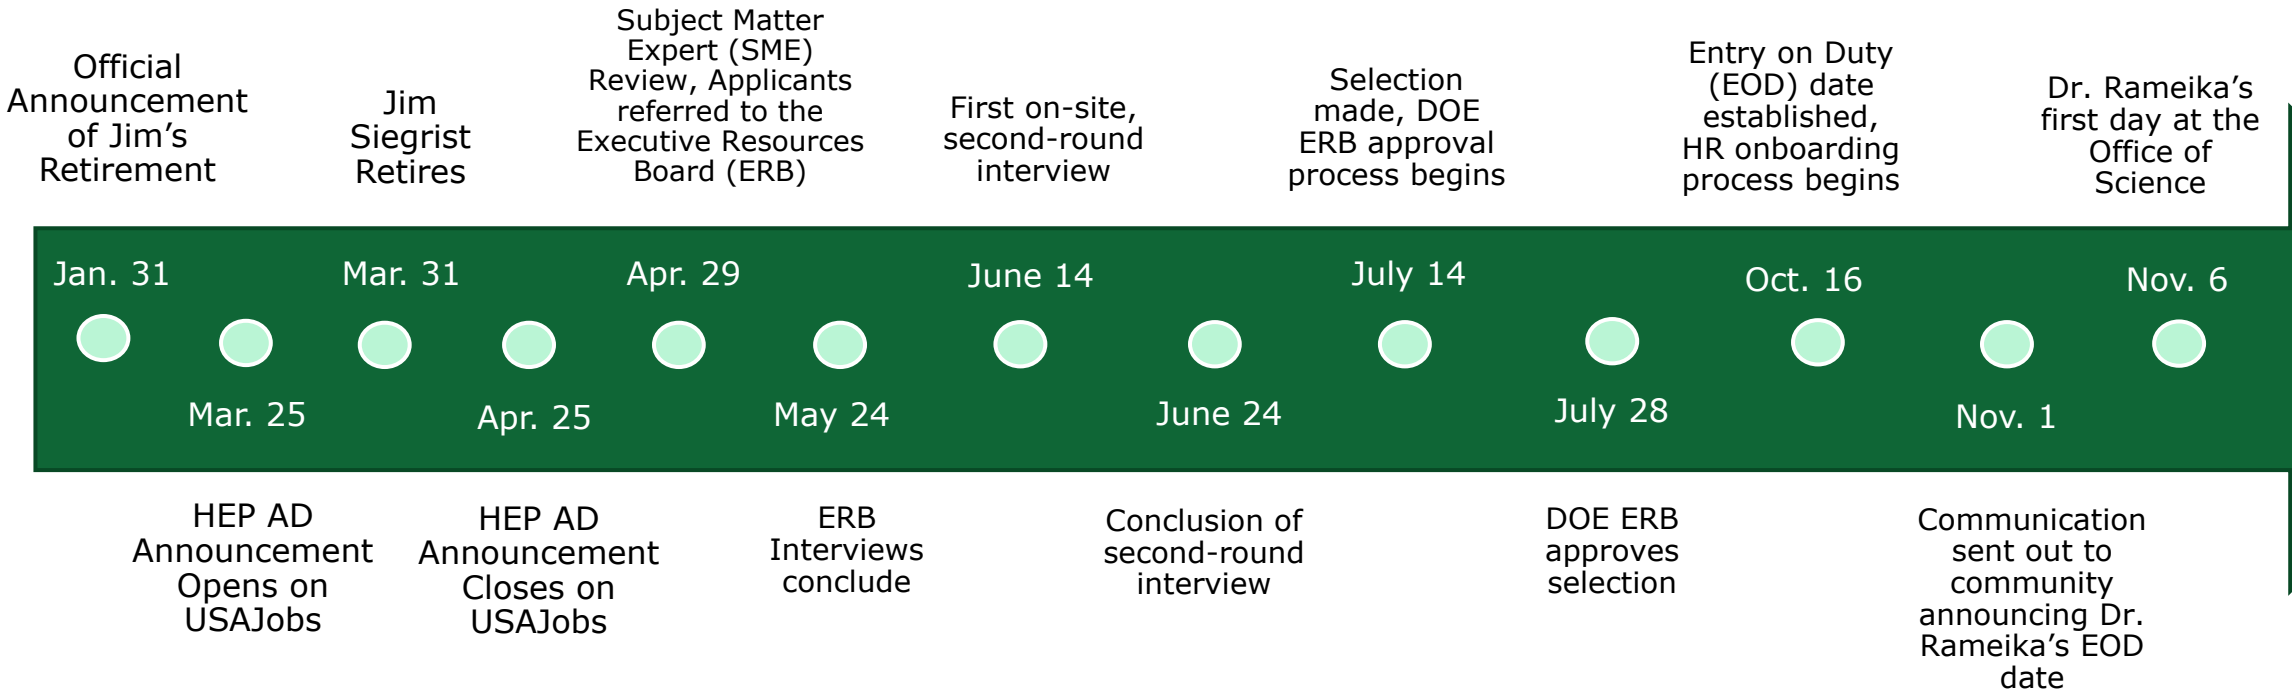 Official
Announcement
of Jim’s
Retirement
Jim
Siegrist
Retires
Subject Matter
Expert (SME)
Review, Applicants
referred to the
Executive Resources
Board (ERB)
First on-site,
second-round
interview
Selection
made, DOE
ERB approval
process begins
Entry on Duty
(EOD) date
established,
HR onboarding
process begins
Dr. Rameika’s
first day at the
Office of
Science
Jan. 31
Mar. 31
Apr. 29
June 14
July 14
Oct. 16
Nov. 6
Mar. 25
Apr. 25
May 24
June 24
July 28
Nov. 1
HEP AD
Announcement
Opens on
USAJobs
HEP AD
Announcement
Closes on
USAJobs
ERB
Interviews
conclude
Conclusion of
second-round
interview
DOE ERB
approves
selection
Communication
sent out to
community
announcing Dr.
Rameika’s EOD
date